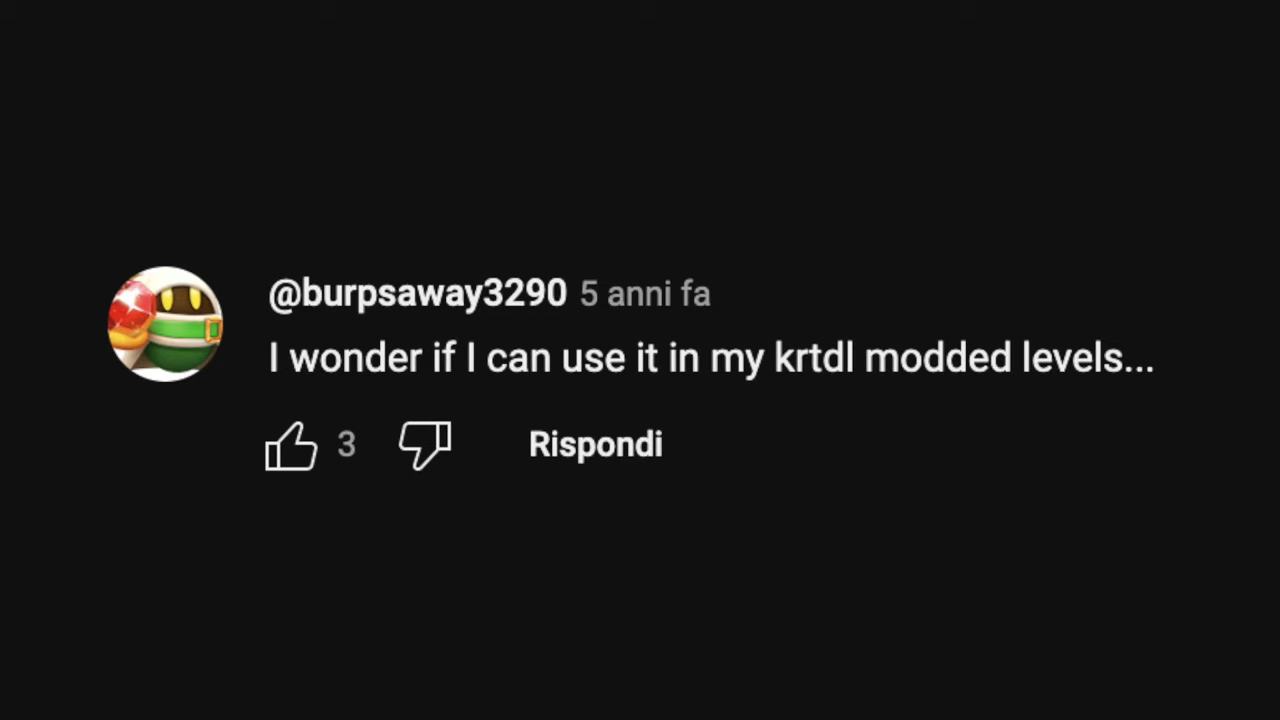 @burpsaway3290 5 anni fa
I wonder if I can use it in my krtdl modded levels...
3 Rispondi